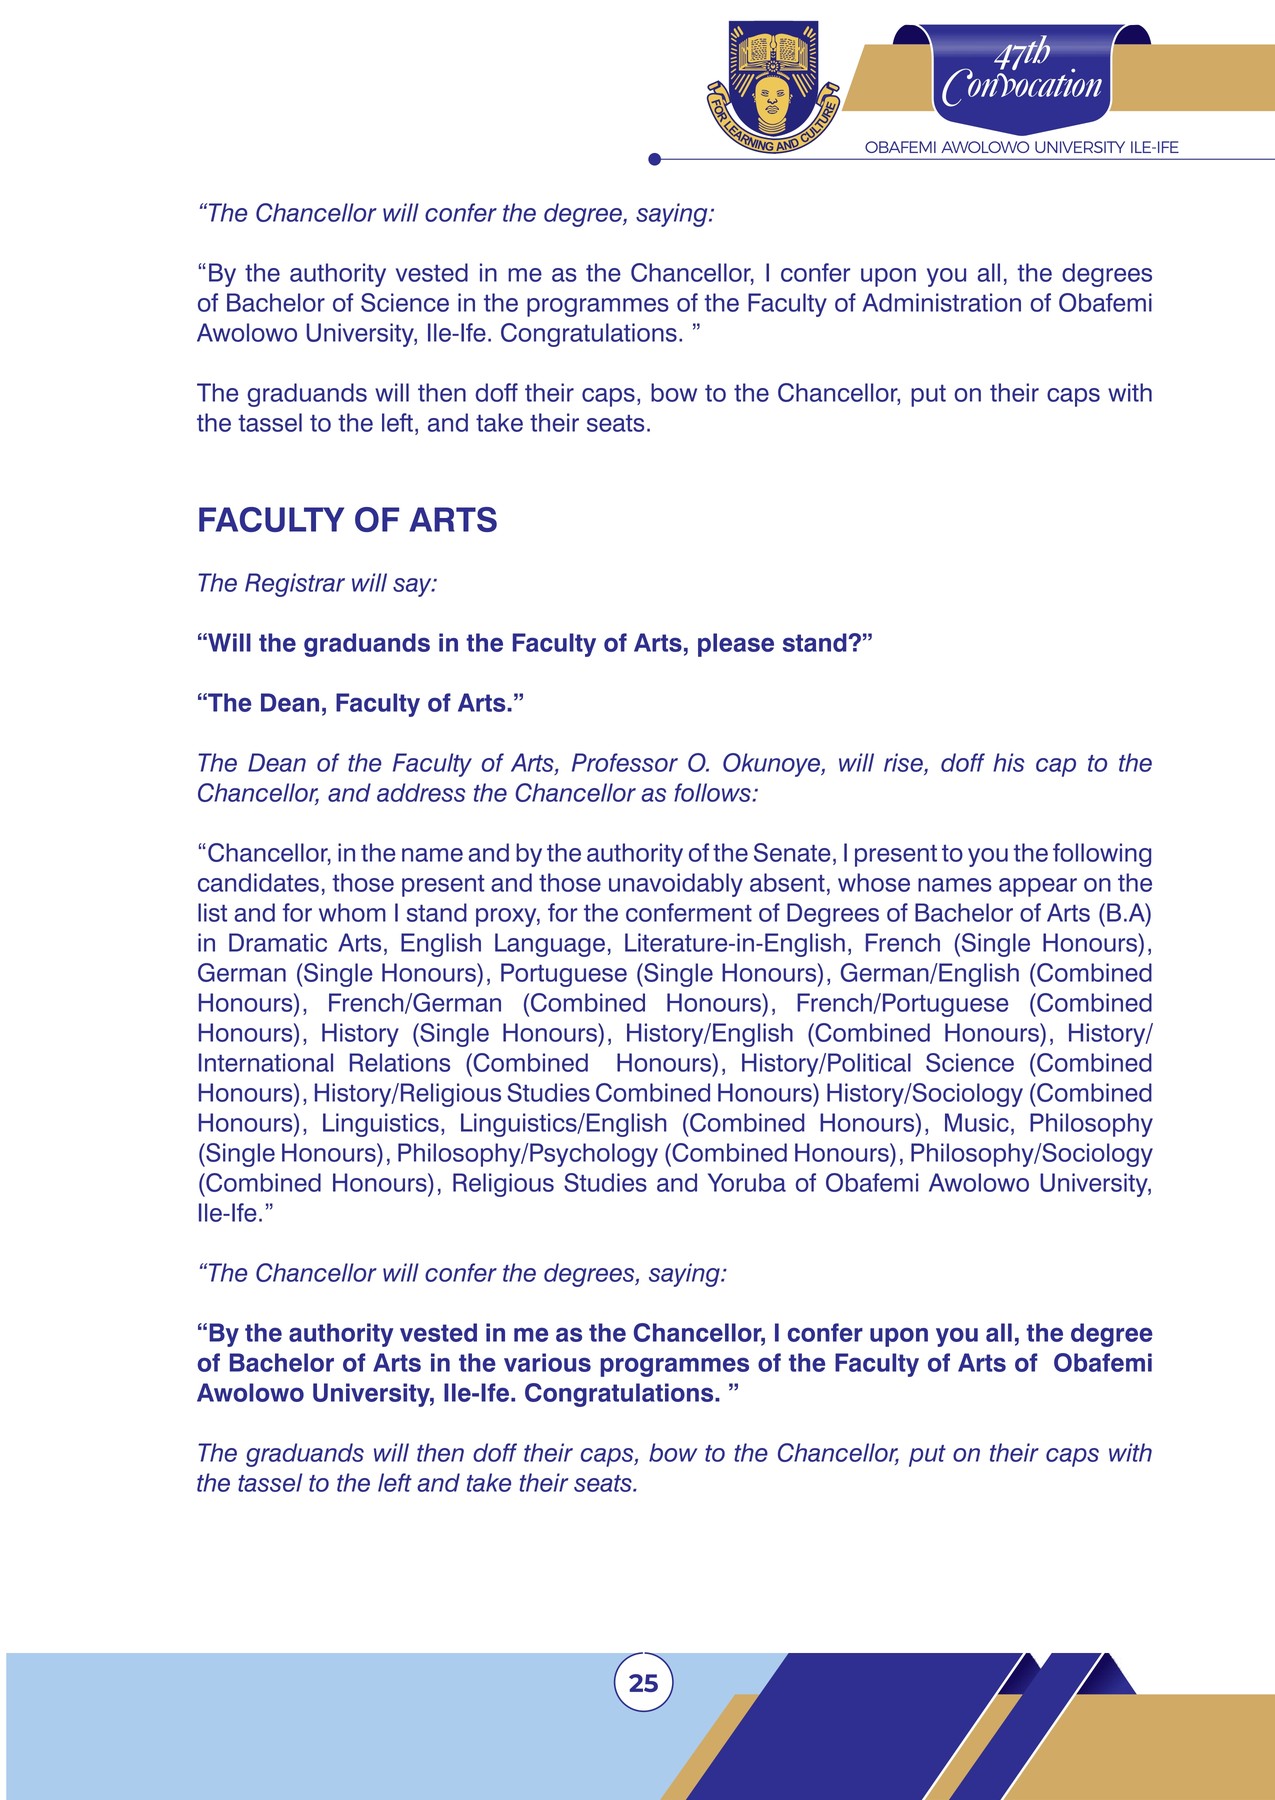 FOR LEARNING AND CULTURE
47th
Convocation
OBAFEMI AWOLOWO UNIVERSITY ILE-IFE
“The Chancellor will confer the degree, saying:
“By the authority vested in me as the Chancellor, I confer upon you all, the degrees
of Bachelor of Science in the programmes of the Faculty of Administration of Obafemi
Awolowo University, Ile-Ife. Congratulations. ”
The graduands will then doff their caps, bow to the Chancellor, put on their caps with
the tassel to the left, and take their seats.
FACULTY OF ARTS
The Registrar will say:
“Will the graduands in the Faculty of Arts, please stand?”
“The Dean, Faculty of Arts.”
The Dean of the Faculty of Arts, Professor O. Okunoye, will rise, doff his cap to the
Chancellor, and address the Chancellor as follows:
“Chancellor, in the name and by the authority of the Senate, I present to you the following
candidates, those present and those unavoidably absent, whose names appear on the
list and for whom I stand proxy, for the conferment of Degrees of Bachelor of Arts (B.A)
in Dramatic Arts, English Language, Literature-in-English, French (Single Honours),
German (Single Honours), Portuguese (Single Honours), German/English (Combined
Honours), French/German (Combined Honours), French/Portuguese (Combined
Honours), History (Single Honours), History/English (Combined Honours), History/
International Relations (Combined  Honours), History/Political Science (Combined
Honours), History/Religious Studies Combined Honours) History/Sociology (Combined
Honours), Linguistics, Linguistics/English (Combined Honours), Music, Philosophy
(Single Honours), Philosophy/Psychology (Combined Honours), Philosophy/Sociology
(Combined Honours), Religious Studies and Yoruba of Obafemi Awolowo University,
Ile-Ife.”
“The Chancellor will confer the degrees, saying:
“By the authority vested in me as the Chancellor, I confer upon you all, the degree
of Bachelor of Arts in the various programmes of the Faculty of Arts of  Obafemi
Awolowo University, Ile-Ife. Congratulations. ”
The graduands will then doff their caps, bow to the Chancellor, put on their caps with
the tassel to the left and take their seats.
25